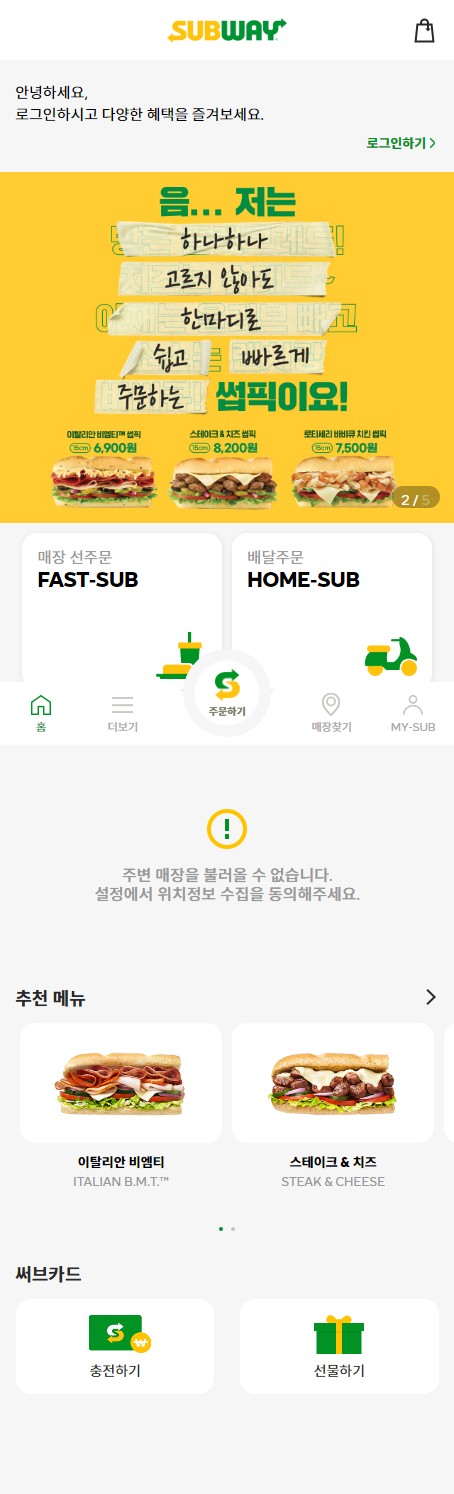 SUBWAY
안녕하세요,
로그인하시고 다양한 혜택을 즐겨보세요.
로그인하기
음... 저는
하나하나
고르지 않아도
한마디로
쉽고 빠르게
주문하는 썹픽이요!
이탈리안 비엠티™ 썹픽
15cm 6,900원
스테이크 & 치즈 썹픽
15cm 8,200원
로티세리 바비큐 치킨 썹픽
15cm 7,500원
2 / 5
매장 선주문
FAST-SUB
배달주문
HOME-SUB
홈
더보기
주문하기
매장찾기
MY-SUB
주변 매장을 불러올 수 없습니다.
설정에서 위치정보 수집을 동의해주세요.
추천 메뉴
이탈리안 비엠티
ITALIAN B.M.T.™
스테이크 & 치즈
STEAK & CHEESE
써브카드
충전하기
선물하기